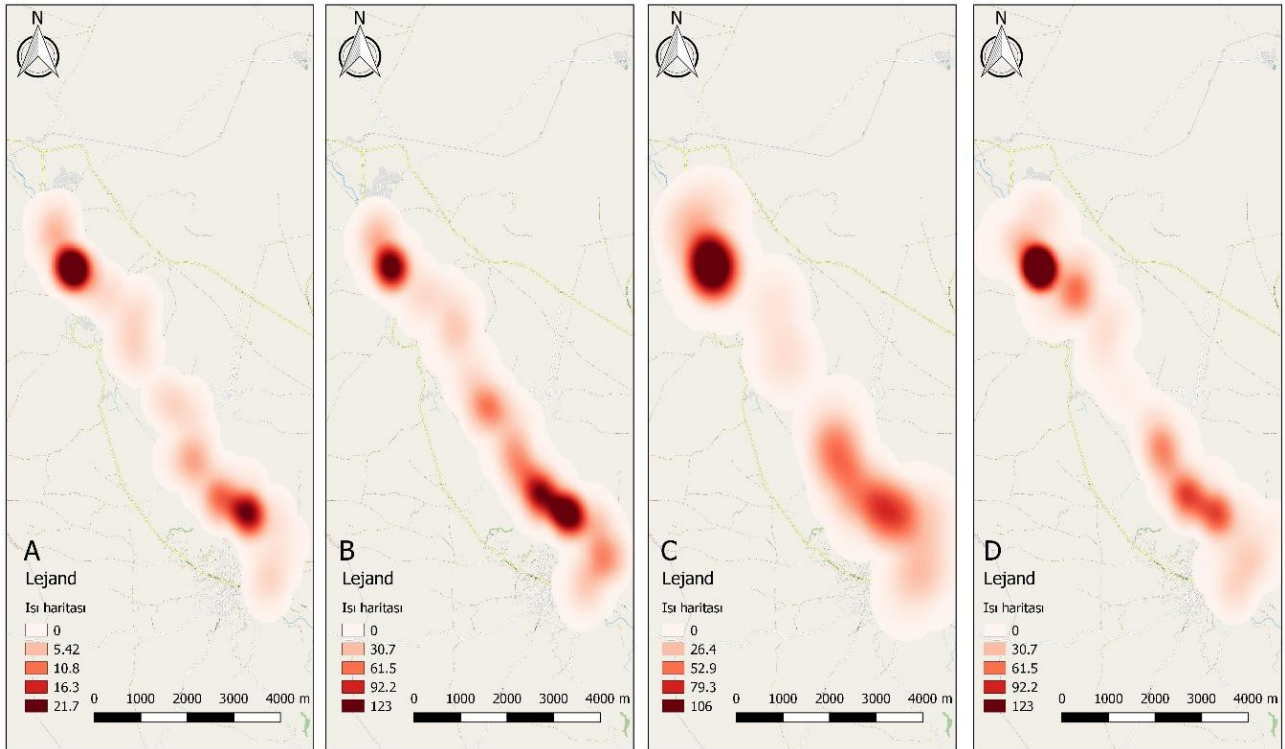 N
A
Lejand
Isı haritası
0
5.42
10.8
16.3
21.7
0 1000 2000 3000 4000 m
N
B
Lejand
Isı haritası
0
30.7
61.5
92.2
123
0 1000 2000 3000 4000 m
N
C
Lejand
Isı haritası
0
26.4
52.9
79.3
106
0 1000 2000 3000 4000 m
N
D
Lejand
Isı haritası
0
30.7
61.5
92.2
123
0 1000 2000 3000 4000 m